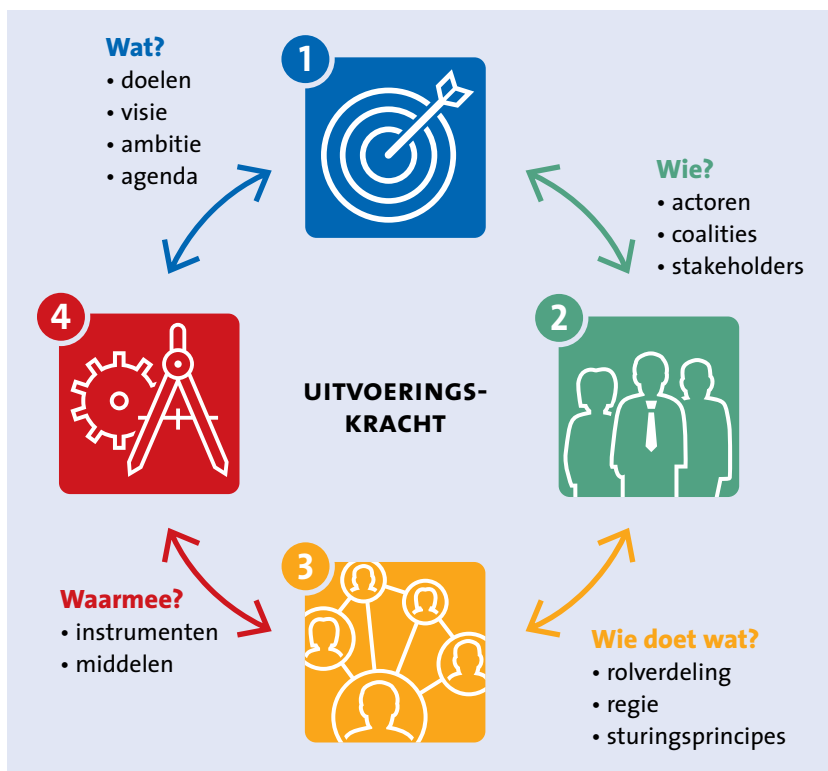 Wat?
• doelen
• visie
• ambitie
• agenda
1
Wie?
• actoren
• coalities
• stakeholders
4
2
UITVOERINGS-
KRACHT
3
Waarmee?
• instrumenten
• middelen
Wie doet wat?
• rolverdeling
• regie
• sturingsprincipes